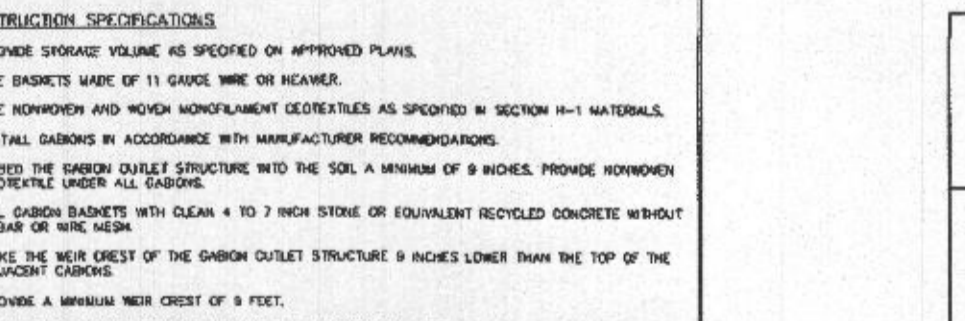 TRUCTION SPECIFICATIONS
OVIDE STORAGE VOLUME AS SPECIFIED ON APPROVED PLANS.
E BASKETS MADE OF 11 GAUGE WIRE OR HEAVIER.
E NONWOVEN AND WOVEN MONOFILAMENT GEOTEXTILES AS SPECIFIED IN SECTION H-1 MATERIALS.
TALL GABIONS IN ACCORDANCE WITH MANUFACTURER RECOMMENDATIONS.
BED THE GABION OUTLET STRUCTURE INTO THE SOIL A MINIMUM OF 9 INCHES. PROVIDE NONWOVEN
OTEXTILE UNDER ALL GABIONS.
L GABION BASKETS WITH CLEAN 4 TO 7 INCH STONE OR EQUIVALENT RECYCLED CONCRETE WITHOUT
BAR OR WIRE MESH.
KE THE WEIR CREST OF THE GABION OUTLET STRUCTURE 9 INCHES LOWER THAN THE TOP OF THE
JACENT GABIONS.
OVIDE A MINIMUM WEIR CREST OF 9 FEET.